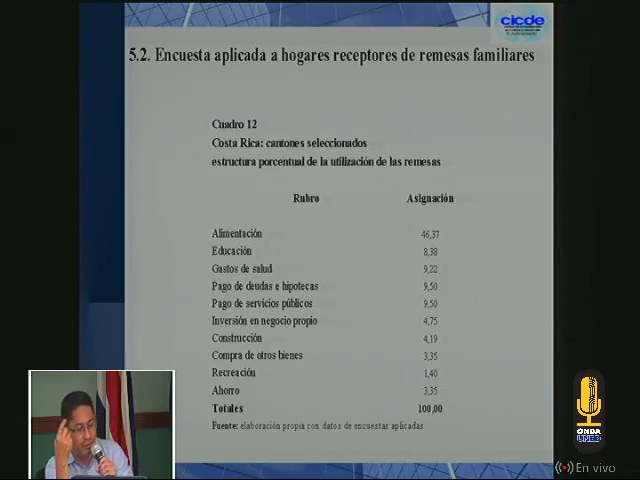 cicde
5.2. Encuesta aplicada a hogares receptores de remesas familiares
Cuadro 12
Costa Rica: cantones seleccionados
estructura porcentual de la utilización de las remesas
Rubro Asignación
Alimentación 46,37
Educación 8,38
Gastos de salud 9,22
Pago de deudas e hipotecas 9,50
Pago de servicios públicos 9,50
Inversión en negocio propio 4,75
Construcción 4,19
Compra de otros bienes 3,35
Recreación 1,40
Ahorro 3,35
Totales 100,00
Fuente: elaboración propia con datos de encuestas aplicadas
ONDA
UNED
En vivo